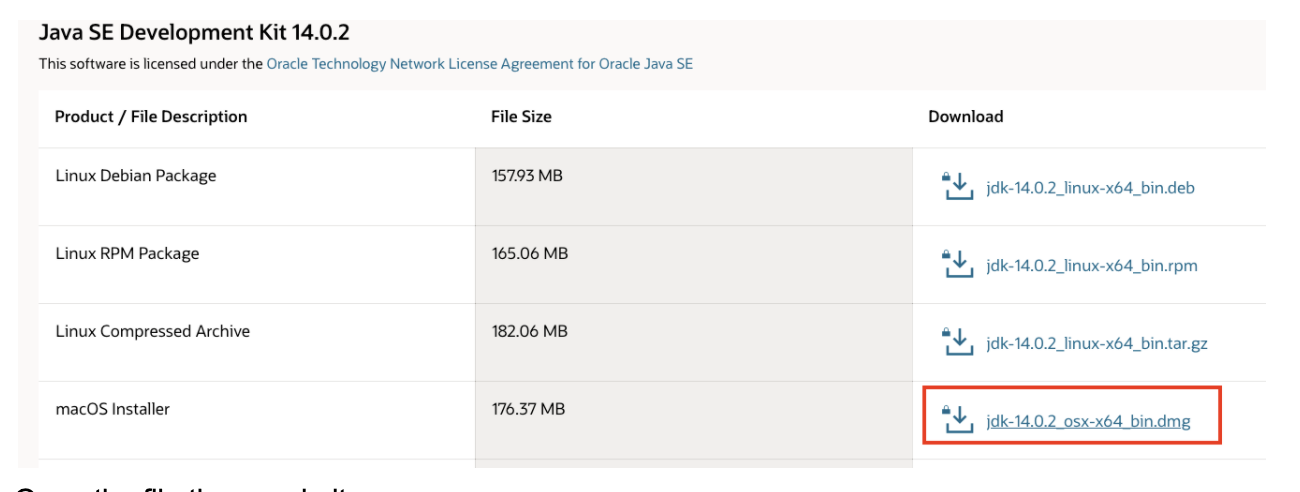 Java SE Development Kit 14.0.2
This software is licensed under the Oracle Technology Network License Agreement for Oracle Java SE
Product / File Description File Size Download
Linux Debian Package 157.93 MB jdk-14.0.2_linux-x64_bin.deb
Linux RPM Package 165.06 MB jdk-14.0.2_linux-x64_bin.rpm
Linux Compressed Archive 182.06 MB jdk-14.0.2_linux-x64_bin.tar.gz
macOS Installer 176.37 MB jdk-14.0.2_osx-x64_bin.dmg